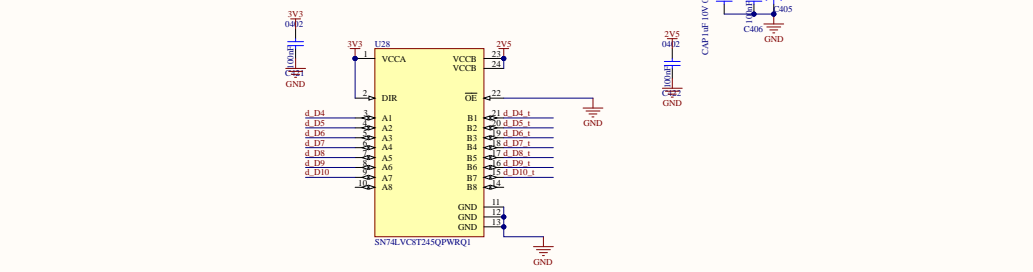 3V3
0402
100nF
C421
GND
3V3
U28
2V5
1
VCCA
VCCB
23
VCCB
24
2
DIR
OE
22
GND
d_D4
3
A1
B1
21
d_D4_t
d_D5
4
A2
B2
20
d_D5_t
d_D6
5
A3
B3
19
d_D6_t
d_D7
6
A4
B4
18
d_D7_t
d_D8
7
A5
B5
17
d_D8_t
d_D9
8
A6
B6
16
d_D9_t
d_D10
9
A7
B7
15
d_D10_t
10
A8
B8
14
GND
11
GND
12
GND
13
SN74LVC8T245QPWRQ1
GND
2V5
0402
100nF
C422
GND
CAP 1uF 10V
C405
C406
GND